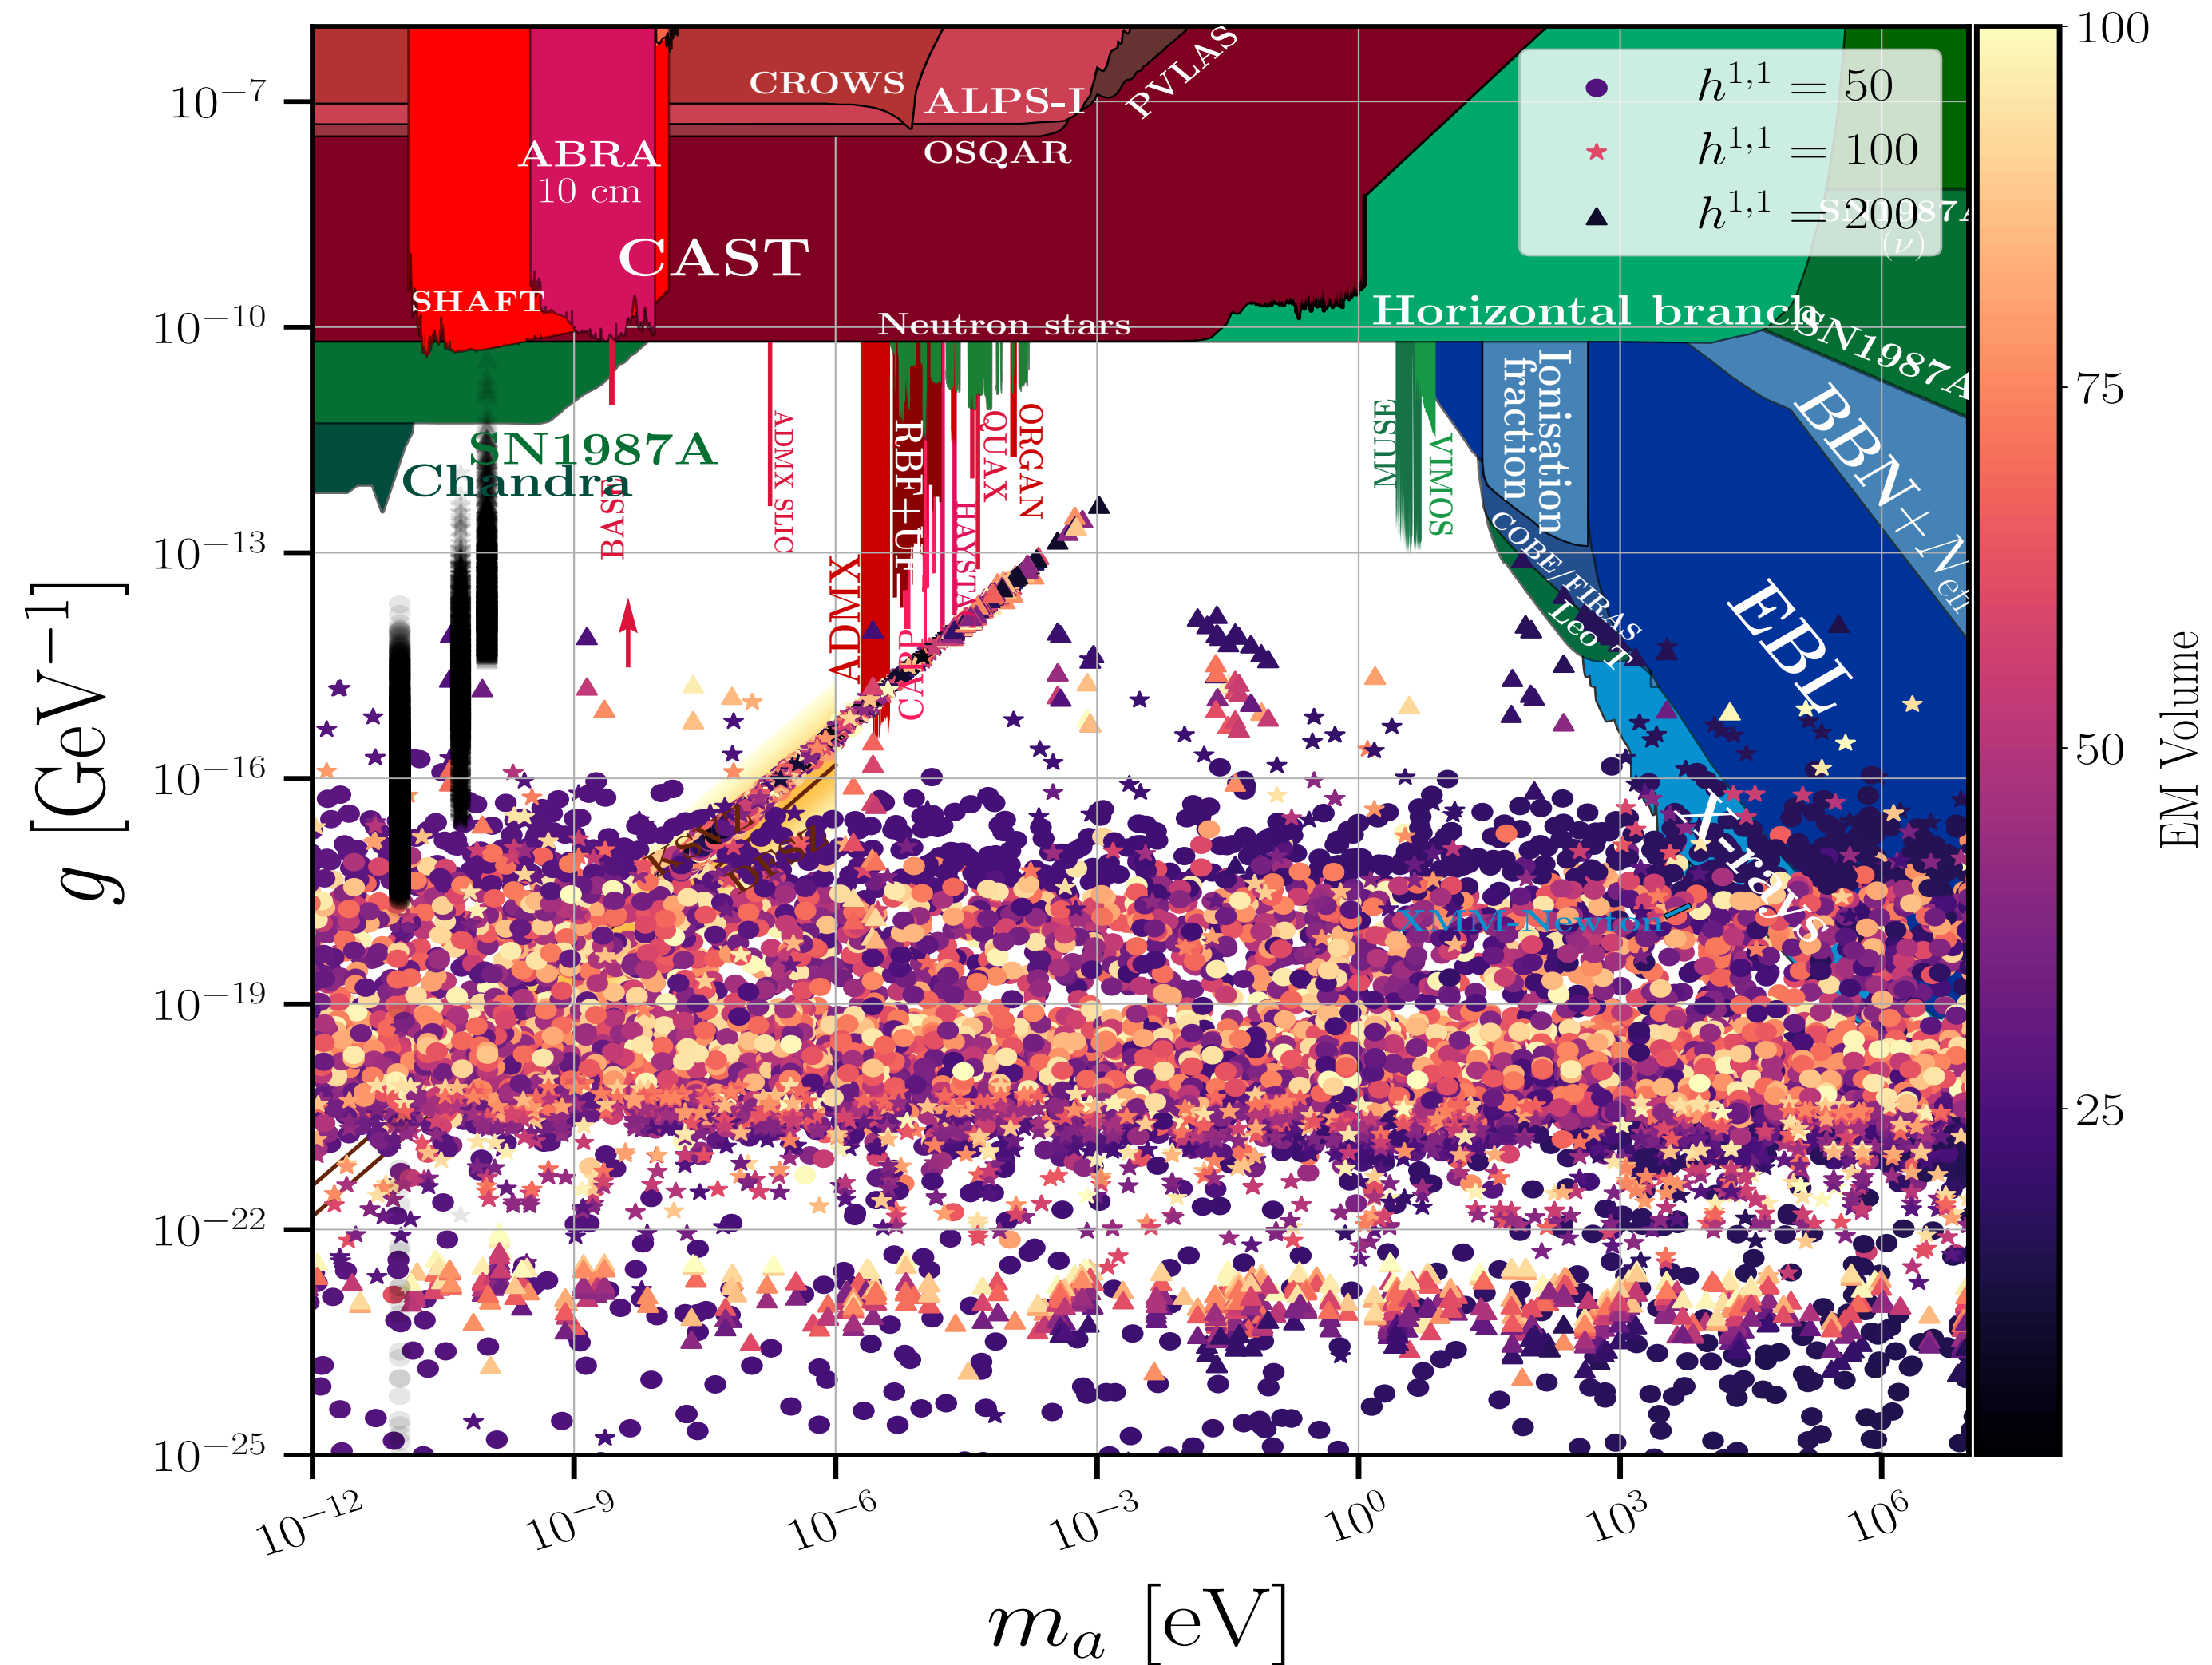 CROWS
ALPS-I
PVLAS
OSQAR
ABRA
10 cm
CAST
SHAFT
Neutron stars
Horizontal branch
h^{1,1} = 50
h^{1,1} = 100
h^{1,1} = 200
SN1987A
(ν)
SN1987A
SN1987A
Chandra
BASE
ADMX SLIC
ADMX
RBF+UF
CAPP
HAYSTAC
QUAX
ORGAN
MUSE
VIMOS
Ionisation
fraction
COBE/FIRAS
Leo T
BBN+N_{eff}
EBL
X-rays
XMM-Newton
KSVZ
DFSZ
10^{-7}
10^{-10}
10^{-13}
10^{-16}
10^{-19}
10^{-22}
10^{-25}
g [GeV^{-1}]
10^{-12}
10^{-9}
10^{-6}
10^{-3}
10^{0}
10^{3}
10^{6}
m_a [eV]
100
75
50
25
EM Volume